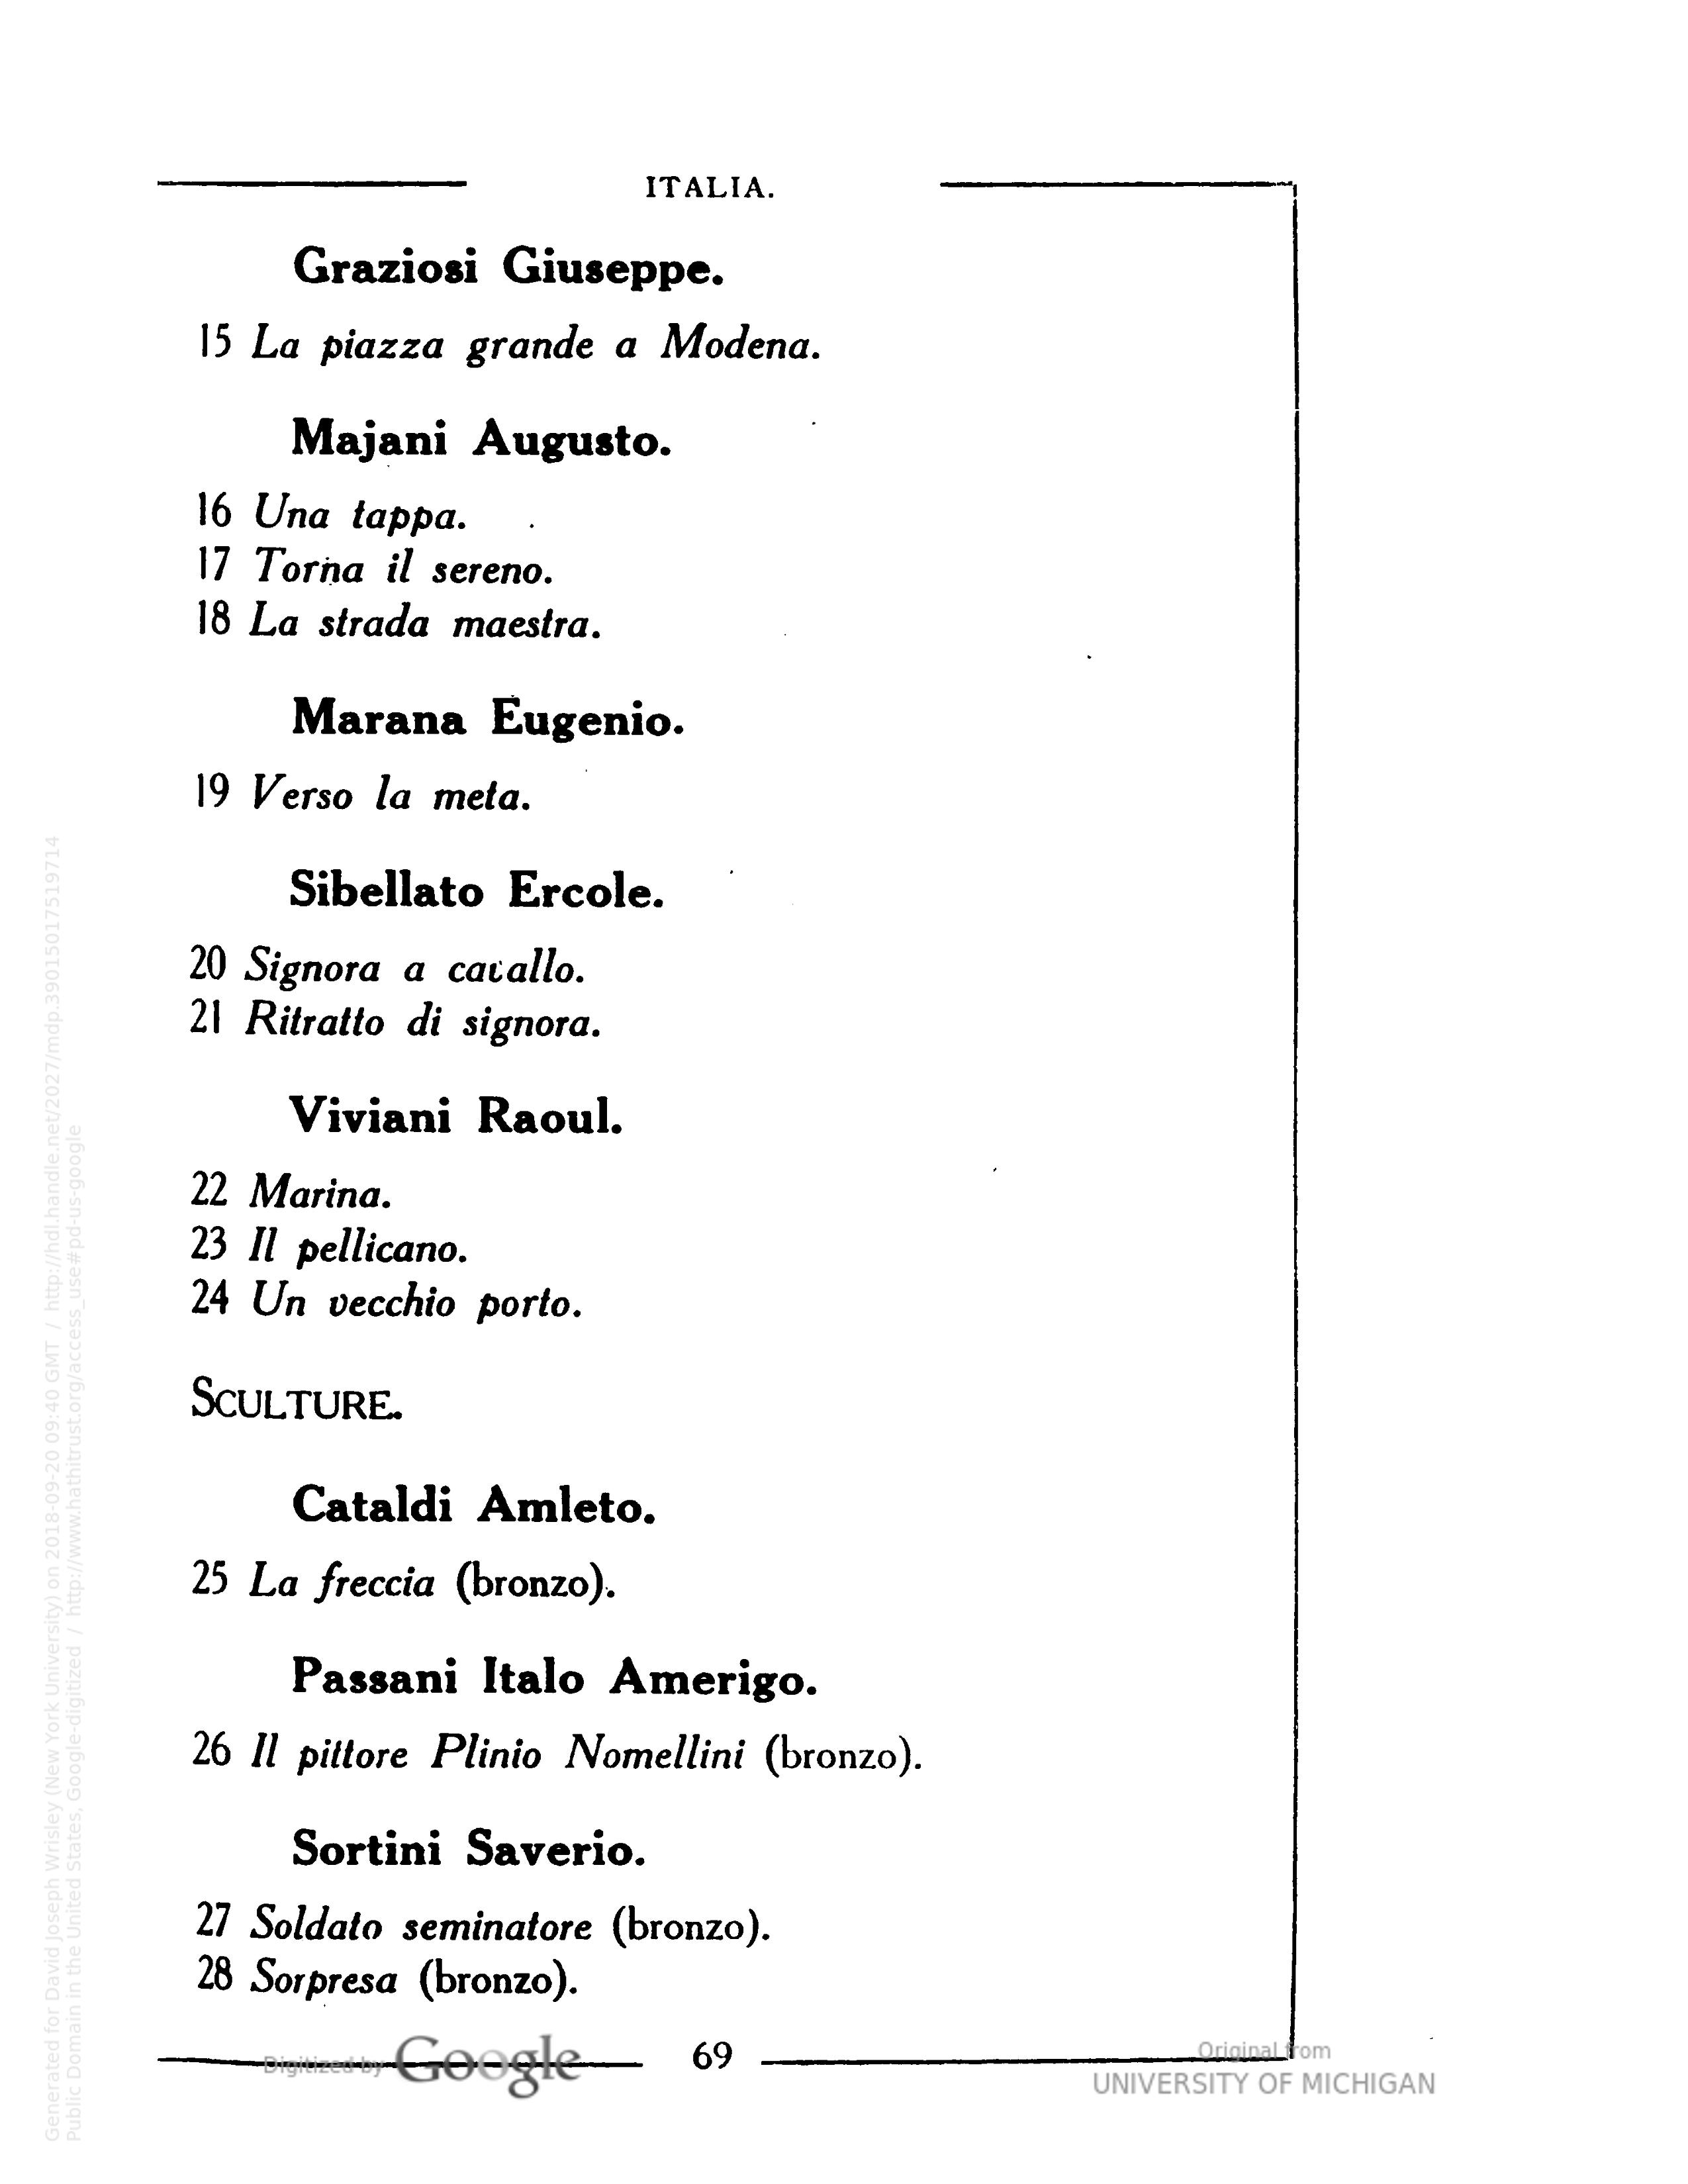 ITALIA.
Graziosi Giuseppe.
15 La piazza grande a Modena.
Majani Augusto.
16 Una tappa.
17 Torna il sereno.
18 La strada maestra.
Marana Eugenio.
19 Verso la meta.
Sibellato Ercole.
20 Signora a cavallo.
21 Ritratto di signora.
Viviani Raoul.
22 Marina.
23 Il pellicano.
24 Un vecchio porto.
SCULTURE.
Cataldi Amleto.
25 La freccia (bronzo).
Passani Italo Amerigo.
26 Il pittore Plinio Nomellini (bronzo).
Sortini Saverio.
27 Soldato seminatore (bronzo).
28 Sorpresa (bronzo).
69
Digitized by Google
Original from
UNIVERSITY OF MICHIGAN
Generated for David Joseph Wrisley (New York University) on 2018-09-20 09:40 GMT / http://hdl.handle.net/2027/mdp.39015017519714
Public Domain in the United States, Google-digitized / http://www.hathitrust.org/access_use#pd-us-google